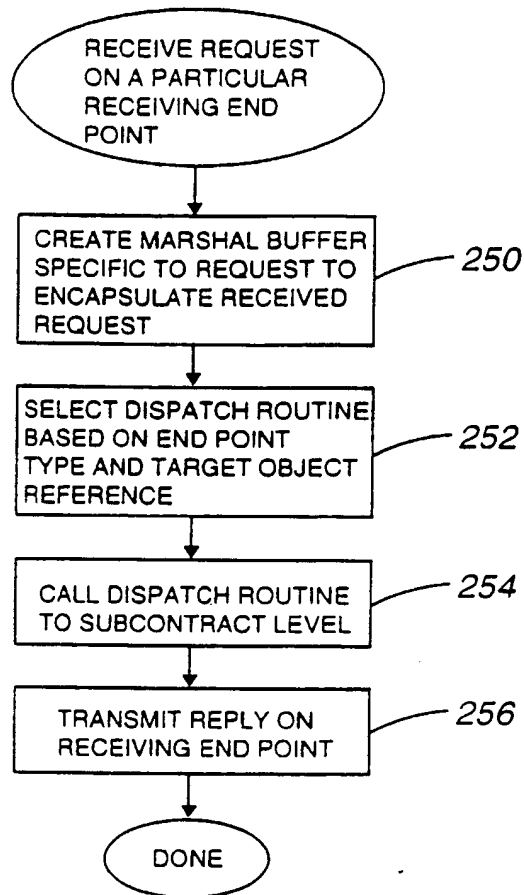 RECEIVE REQUEST
ON A PARTICULAR
RECEIVING END
POINT
CREATE MARSHAL BUFFER
SPECIFIC TO REQUEST TO
ENCAPSULATE RECEIVED
REQUEST
250
SELECT DISPATCH ROUTINE
BASED ON END POINT
TYPE AND TARGET OBJECT
REFERENCE
252
CALL DISPATCH ROUTINE
TO SUBCONTRACT LEVEL
254
TRANSMIT REPLY ON
RECEIVING END POINT
256
DONE